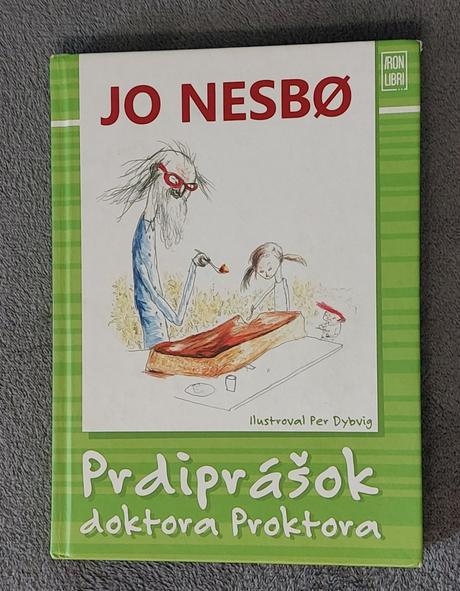 IRON
LIBRI
JO NESBØ
Ilustroval Per Dybvig
Prdiprášok
doktora Proktora